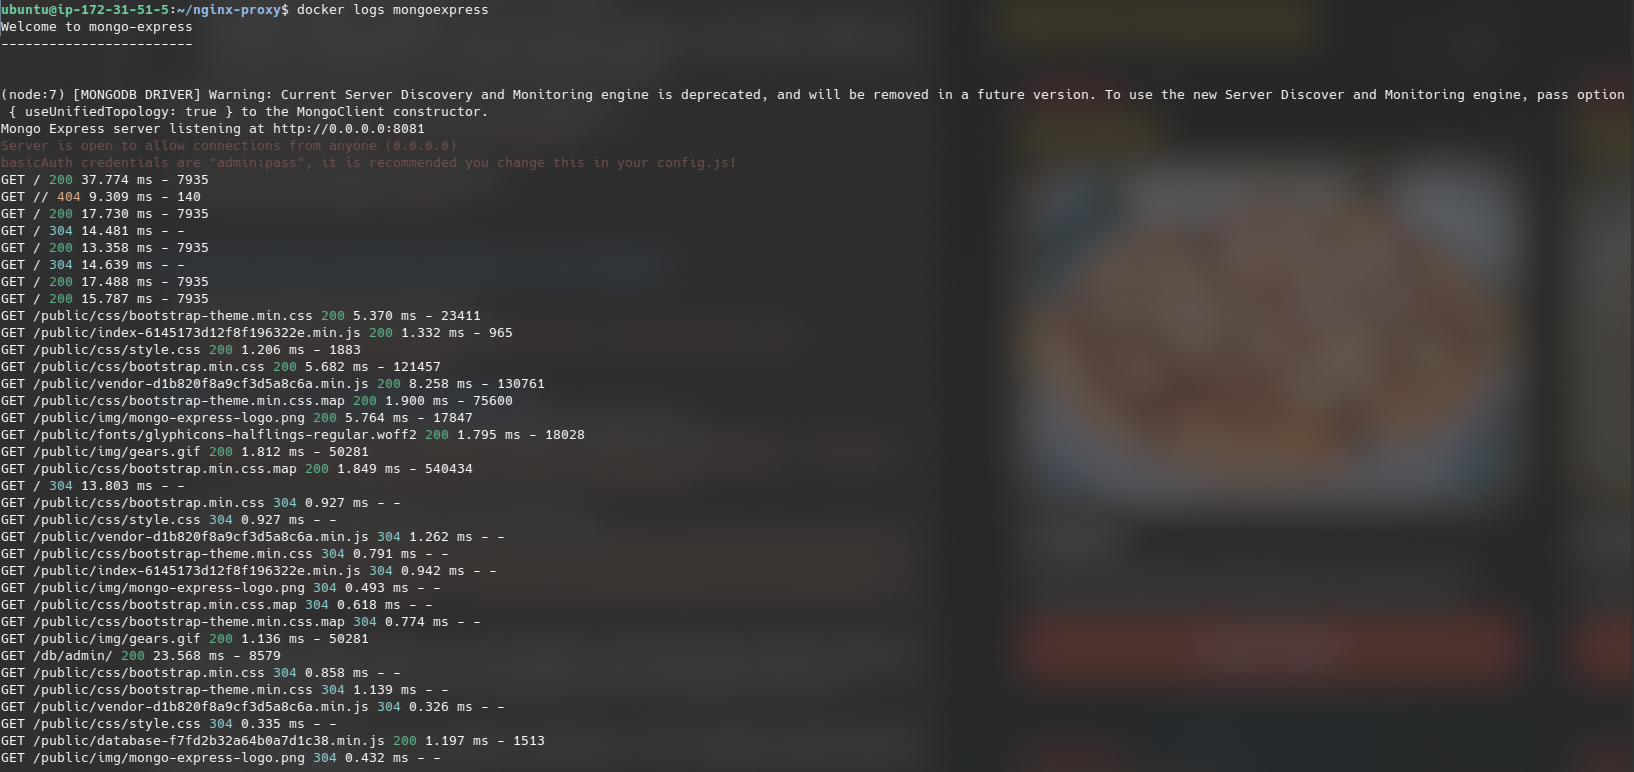 ubuntu@ip-172-31-51-5:~/nginx-proxy$ docker logs mongoexpress
Welcome to mongo-express
------------------------
(node:7) [MONGODB DRIVER] Warning: Current Server Discovery and Monitoring engine is deprecated, and will be removed in a future version. To use the new Server Discover and Monitoring engine, pass option
{ useUnifiedTopology: true } to the MongoClient constructor.
Mongo Express server listening at http://0.0.0.0:8081
Server is open to allow connections from anyone (0.0.0.0)
basicAuth credentials are "admin:pass", it is recommended you change this in your config.js!
GET / 200 37.774 ms - 7935
GET // 404 9.309 ms - 140
GET / 200 17.730 ms - 7935
GET / 304 14.481 ms - -
GET / 200 13.358 ms - 7935
GET / 304 14.639 ms - -
GET / 200 17.488 ms - 7935
GET / 200 15.787 ms - 7935
GET /public/css/bootstrap-theme.min.css 200 5.370 ms - 23411
GET /public/index-6145173d12f8f196322e.min.js 200 1.332 ms - 965
GET /public/css/style.css 200 1.206 ms - 1883
GET /public/css/bootstrap.min.css 200 5.682 ms - 121457
GET /public/vendor-d1b820f8a9cf3d5a8c6a.min.js 200 8.258 ms - 130761
GET /public/css/bootstrap-theme.min.css.map 200 1.900 ms - 75600
GET /public/img/mongo-express-logo.png 200 5.764 ms - 17847
GET /public/fonts/glyphicons-halflings-regular.woff2 200 1.795 ms - 18028
GET /public/img/gears.gif 200 1.812 ms - 50281
GET /public/css/bootstrap.min.css.map 200 1.849 ms - 540434
GET / 304 13.803 ms - -
GET /public/css/bootstrap.min.css 304 0.927 ms - -
GET /public/css/style.css 304 0.927 ms - -
GET /public/vendor-d1b820f8a9cf3d5a8c6a.min.js 304 1.262 ms - -
GET /public/css/bootstrap-theme.min.css 304 0.791 ms - -
GET /public/index-6145173d12f8f196322e.min.js 304 0.942 ms - -
GET /public/img/mongo-express-logo.png 304 0.493 ms - -
GET /public/css/bootstrap.min.css.map 304 0.618 ms - -
GET /public/css/bootstrap-theme.min.css.map 304 0.774 ms - -
GET /public/img/gears.gif 200 1.136 ms - 50281
GET /db/admin/ 200 23.568 ms - 8579
GET /public/css/bootstrap.min.css 304 0.858 ms - -
GET /public/css/bootstrap-theme.min.css 304 1.139 ms - -
GET /public/vendor-d1b820f8a9cf3d5a8c6a.min.js 304 0.326 ms - -
GET /public/css/style.css 304 0.335 ms - -
GET /public/database-f7fd2b32a64b0a7d1c38.min.js 200 1.197 ms - 1513
GET /public/img/mongo-express-logo.png 304 0.432 ms - -